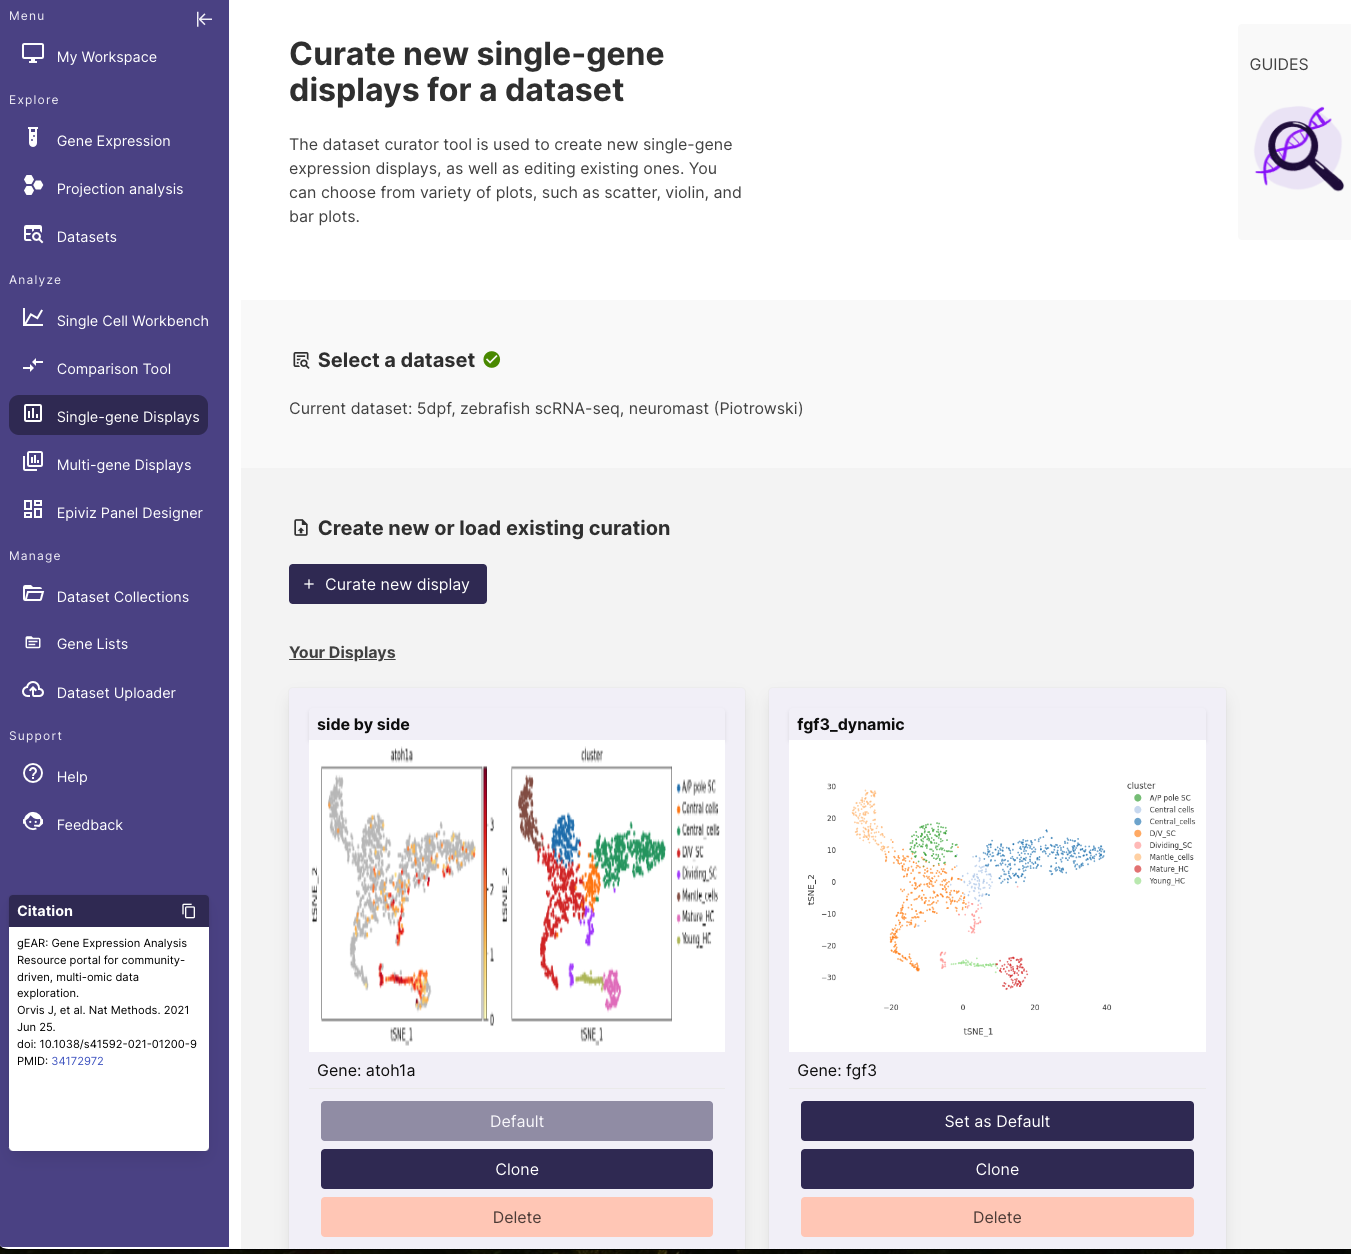 Menu
My Workspace
Explore
Gene Expression
Projection analysis
Datasets
Analyze
Single Cell Workbench
Comparison Tool
Single-gene Displays
Multi-gene Displays
Epiviz Panel Designer
Manage
Dataset Collections
Gene Lists
Dataset Uploader
Support
Help
Feedback
Citation
gEAR: Gene Expression Analysis
Resource portal for community-
driven, multi-omic data
exploration.
Orvis J, et al. Nat Methods. 2021
Jun 25.
doi: 10.1038/s41592-021-01200-9
PMID: 34172972
Curate new single-gene
displays for a dataset
The dataset curator tool is used to create new single-gene
expression displays, as well as editing existing ones. You
can choose from variety of plots, such as scatter, violin, and
bar plots.
GUIDES
Select a dataset
Current dataset: 5dpf, zebrafish scRNA-seq, neuromast (Piotrowski)
Create new or load existing curation
+ Curate new display
Your Displays
side by side
atoh1a
tSNE_2
tSNE_1
3
2
1
0
cluster
tSNE_2
tSNE_1
A/P pole SC
Central cells
Central_cells
D/V_SC
Dividing_SC
Mantle_cells
Mature_HC
Young_HC
Gene: atoh1a
Default
Clone
Delete
fgf3_dynamic
30
20
10
0
−10
−20
−30
tSNE_2
−20
0
20
40
tSNE_1
cluster
A/P pole SC
Central cells
Central_cells
D/V_SC
Dividing_SC
Mantle_cells
Mature_HC
Young_HC
Gene: fgf3
Set as Default
Clone
Delete